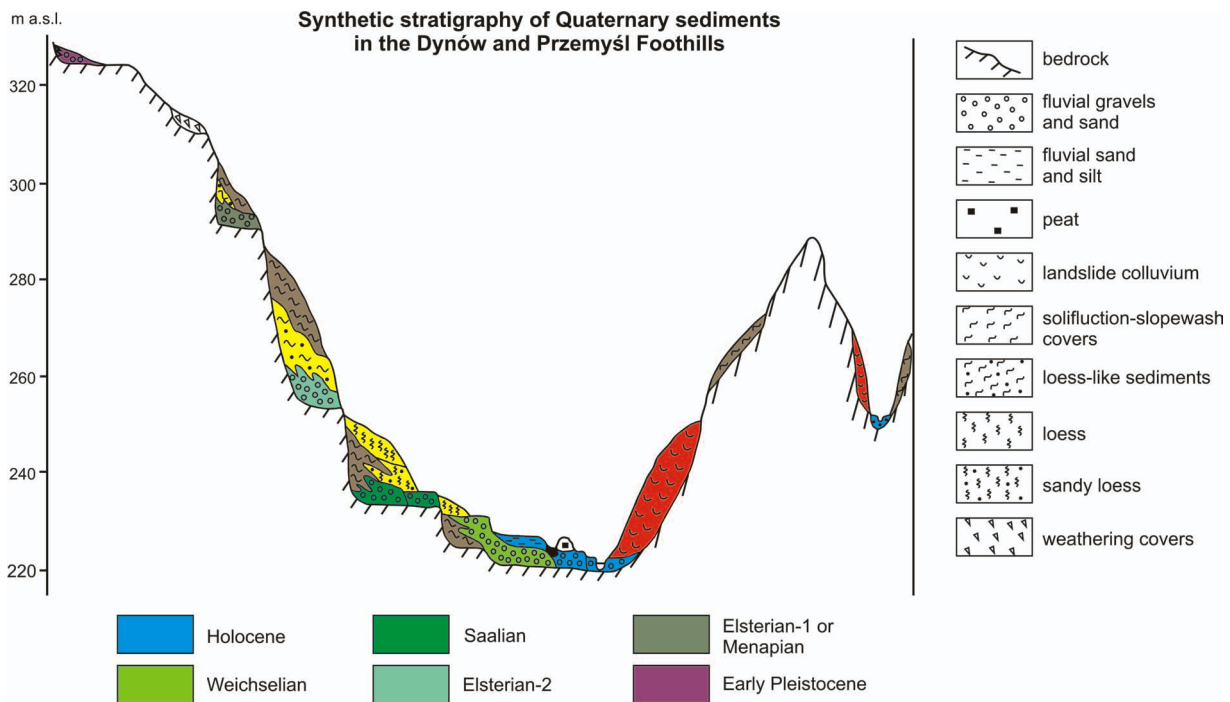 m a.s.l.
Synthetic stratigraphy of Quaternary sediments
in the Dynów and Przemyśl Foothills
320
300
280
260
240
220
bedrock
fluvial gravels
and sand
fluvial sand
and silt
peat
landslide colluvium
solifluction-slopewash
covers
loess-like sediments
loess
sandy loess
weathering covers
Holocene
Saalian
Elsterian-1 or
Menapian
Weichselian
Elsterian-2
Early Pleistocene